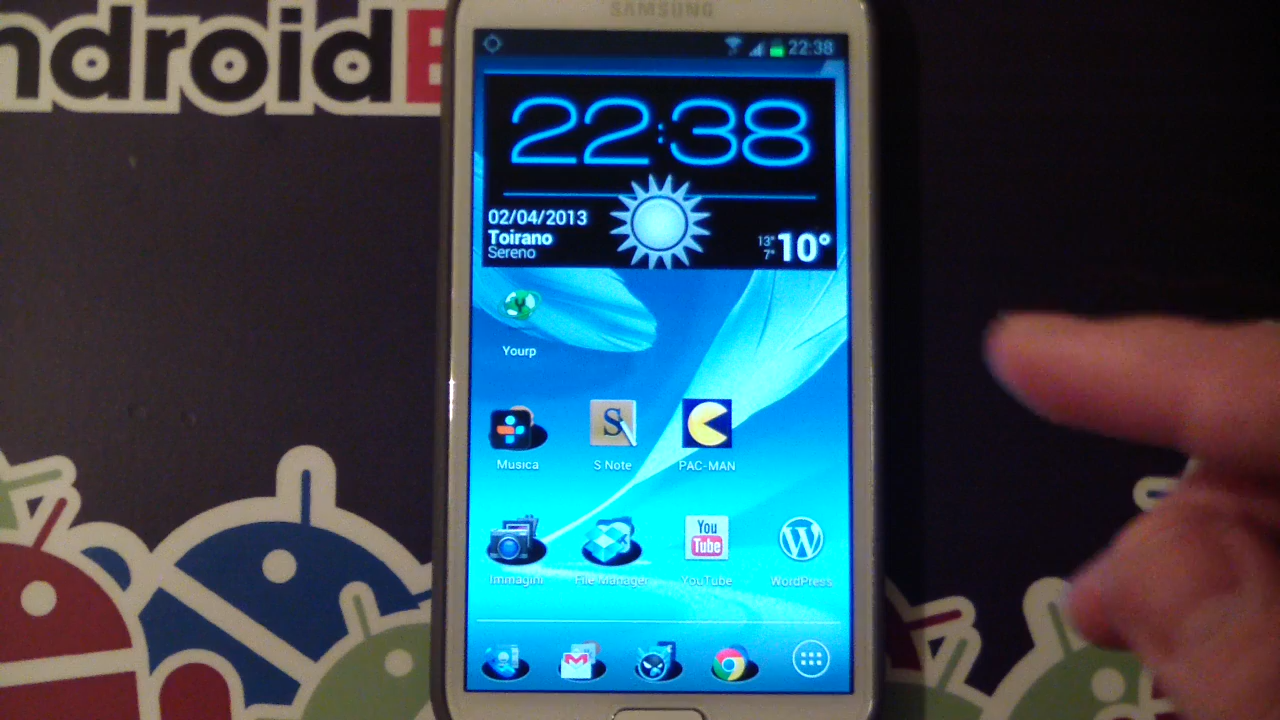 ndroidB
SAMSUNG
22:38
22:38
02/04/2013
Toirano
Sereno
13°
7°
10°
Yourp
Musica
S
S Note
PAC-MAN
You
Tube
W
Immagini
File Manager
YouTube
WordPress